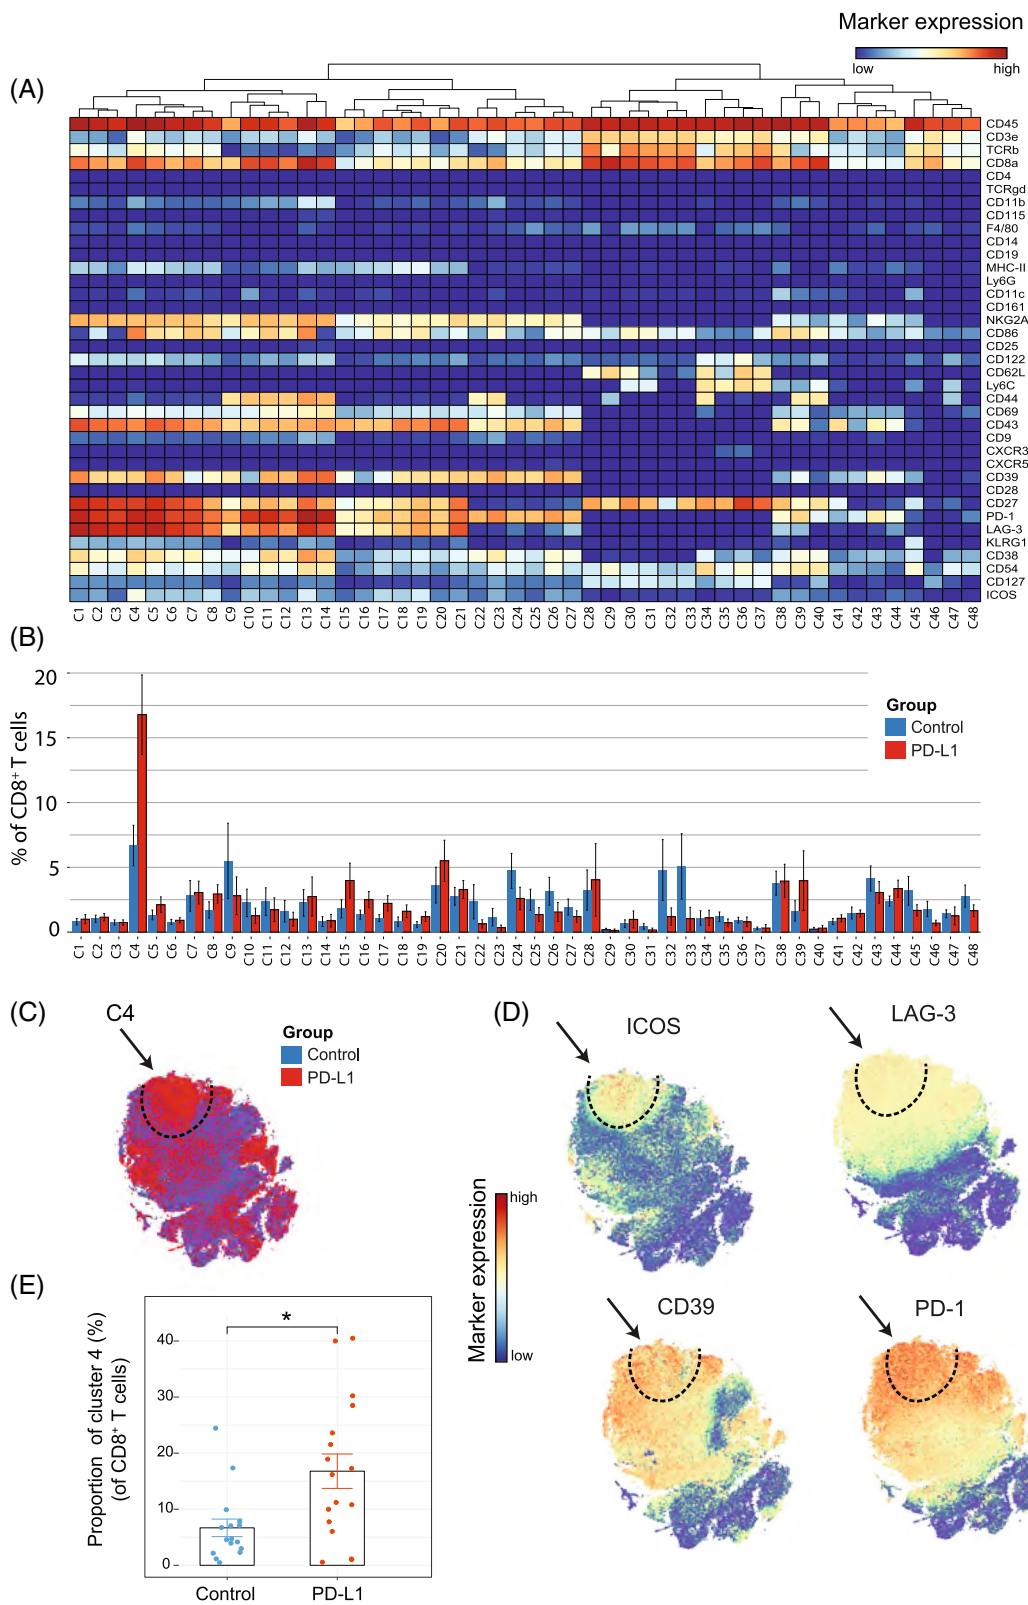 Marker expression
low high
(A)
CD45
CD3e
TCRb
CD8a
CD4
TCRgd
CD11b
CD115
F4/80
CD14
CD19
MHC-II
Ly6G
CD11c
CD161
NKG2A
CD86
CD25
CD122
CD62L
Ly6C
CD44
CD69
CD43
CD9
CXCR3
CXCR5
CD39
CD28
CD27
PD-1
LAG-3
KLRG1
CD38
CD54
CD127
ICOS
C1 C2 C3 C4 C5 C6 C7 C8 C9 C10 C11 C12 C13 C14 C15 C16 C17 C18 C19 C20 C21 C22 C23 C24 C25 C26 C27 C28 C29 C30 C31 C32 C33 C34 C35 C36 C37 C38 C39 C40 C41 C42 C43 C44 C45 C46 C47 C48
(B)
% of CD8+ T cells
20
15
10
5
0
Group
Control
PD-L1
C1 C2 C3 C4 C5 C6 C7 C8 C9 C10 C11 C12 C13 C14 C15 C16 C17 C18 C19 C20 C21 C22 C23 C24 C25 C26 C27 C28 C29 C30 C31 C32 C33 C34 C35 C36 C37 C38 C39 C40 C41 C42 C43 C44 C45 C46 C47 C48
(C)
C4
Group
Control
PD-L1
(D)
ICOS
LAG-3
Marker expression
high
low
CD39
PD-1
(E)
Proportion of cluster 4 (%)
(of CD8+ T cells)
40
30
20
10
0
*
Control PD-L1